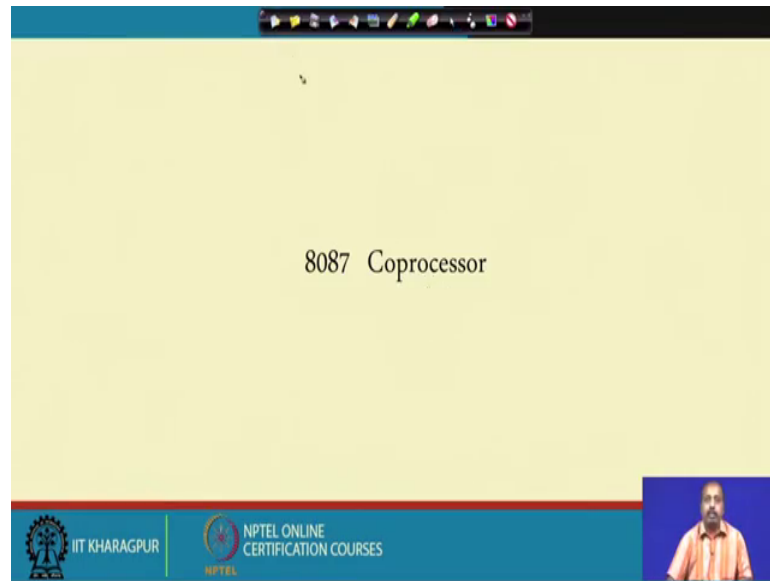 8087 Coprocessor
IIT KHARAGPUR
NPTEL
NPTEL ONLINE
CERTIFICATION COURSES